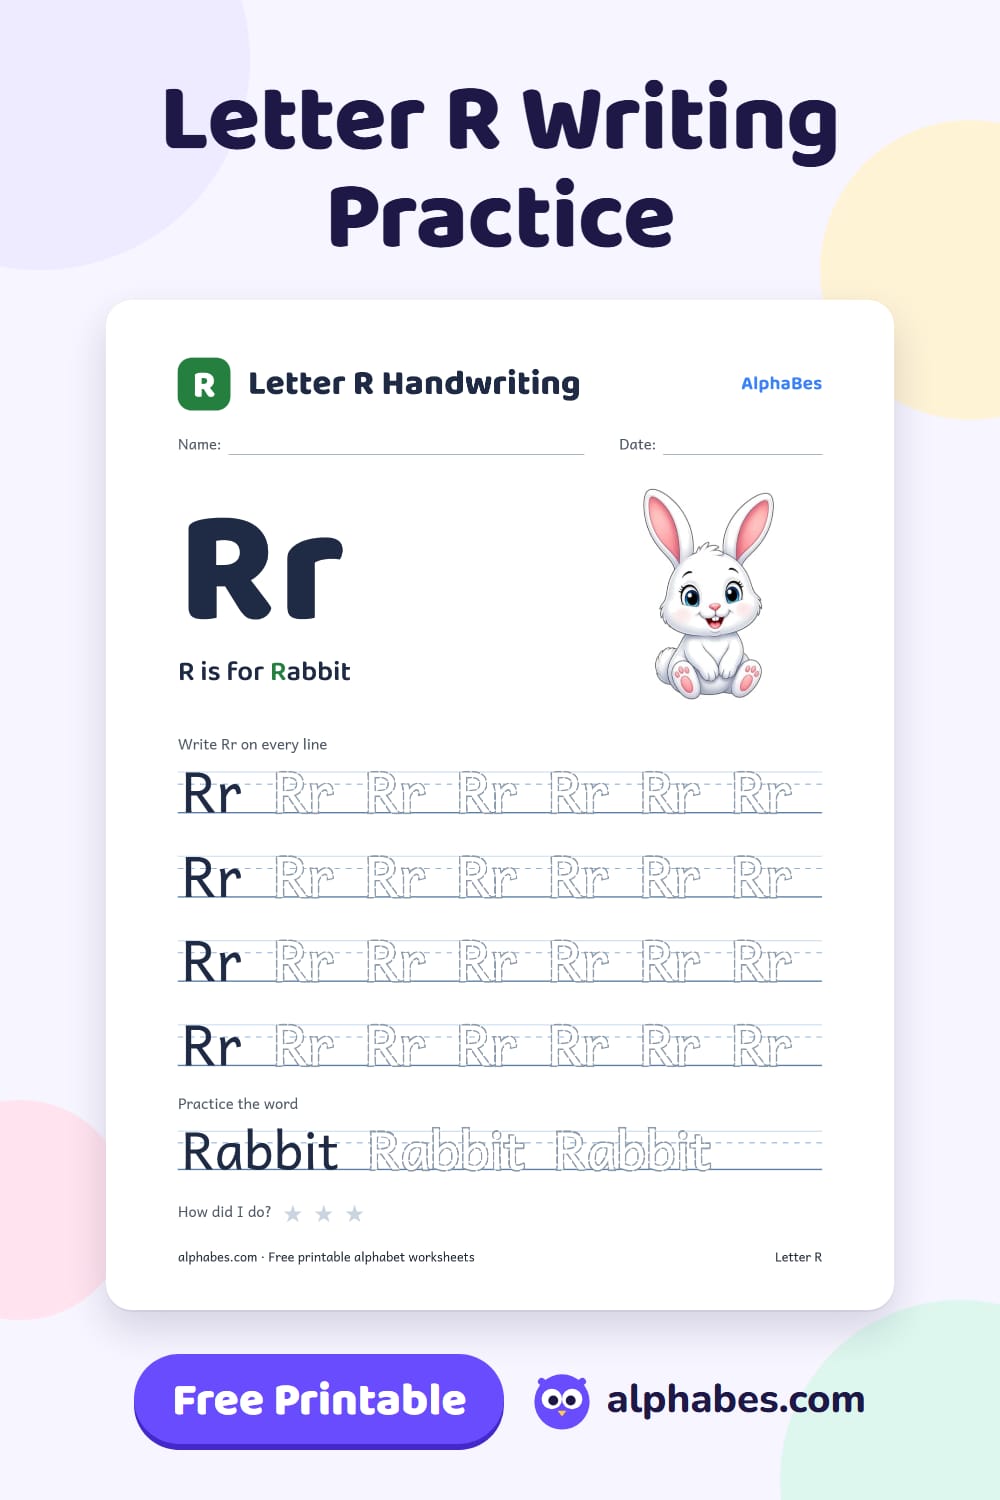 Letter R Writing
Practice
R Letter R Handwriting AlphaBes
Name: Date:
Rr
R is for Rabbit
Write Rr on every line
Rr Rr Rr Rr Rr Rr Rr
Rr Rr Rr Rr Rr Rr Rr
Rr Rr Rr Rr Rr Rr Rr
Rr Rr Rr Rr Rr Rr Rr
Practice the word
Rabbit Rabbit Rabbit
How did I do?
alphabes.com · Free printable alphabet worksheets Letter R
Free Printable alphabes.com